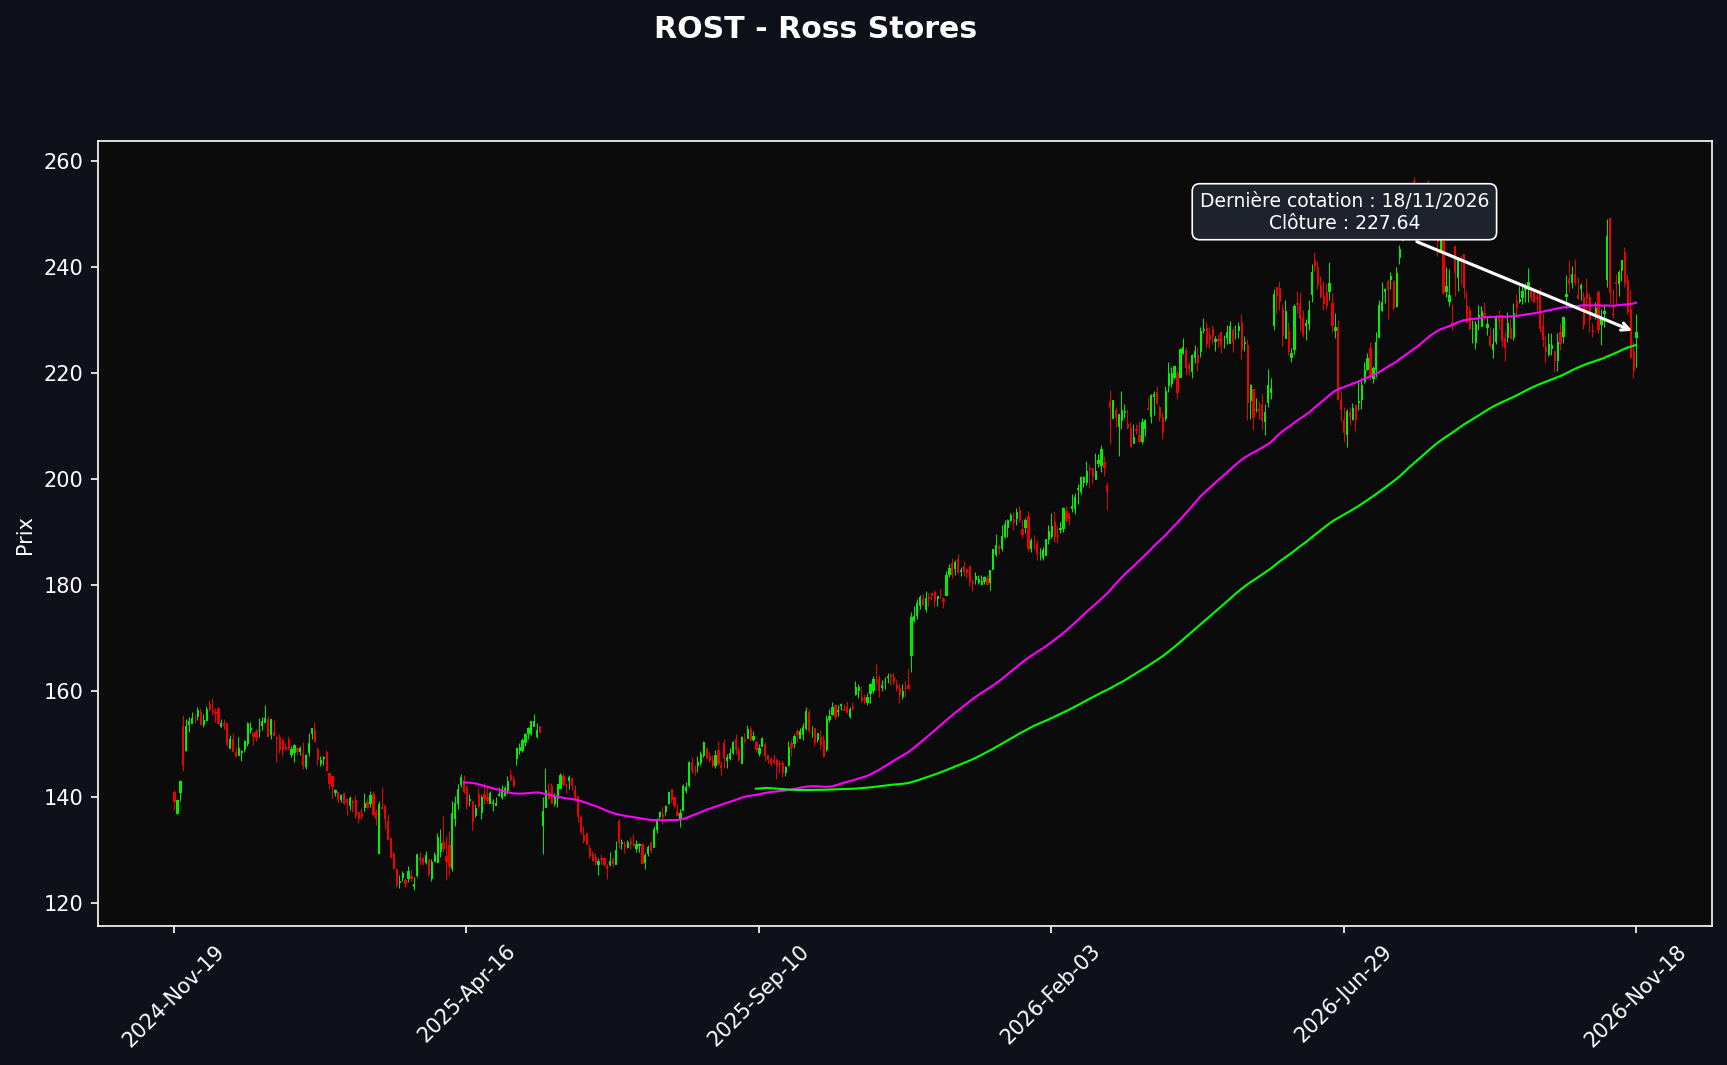 ROST - Ross Stores
Dernière cotation : 18/11/2026
Clôture : 227.64
Prix
260
240
220
200
180
160
140
120
2024-Nov-19
2025-Apr-16
2025-Sep-10
2026-Feb-03
2026-Jun-29
2026-Nov-18